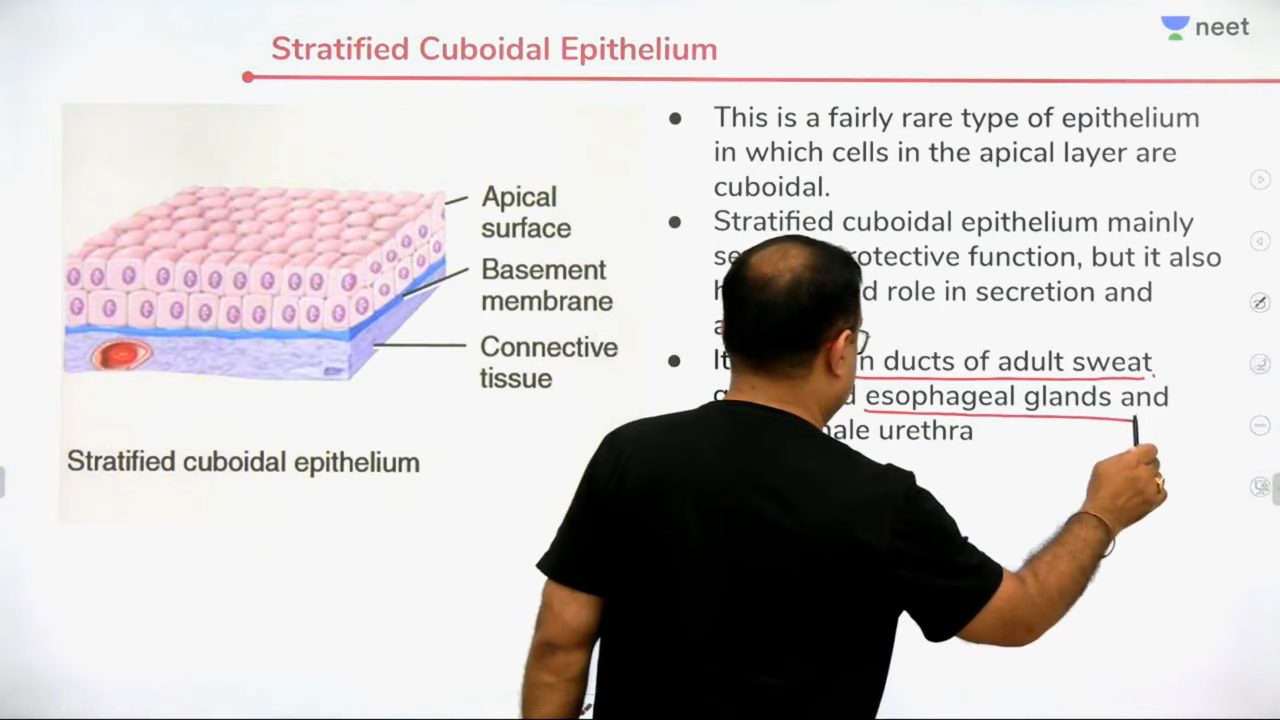 Stratified Cuboidal Epithelium
neet
Apical
surface
Basement
membrane
Connective
tissue
Stratified cuboidal epithelium
● This is a fairly rare type of epithelium
in which cells in the apical layer are
cuboidal.
● Stratified cuboidal epithelium mainly
function, but it also
role in secretion and
● ducts of adult sweat
esophageal glands and
urethra